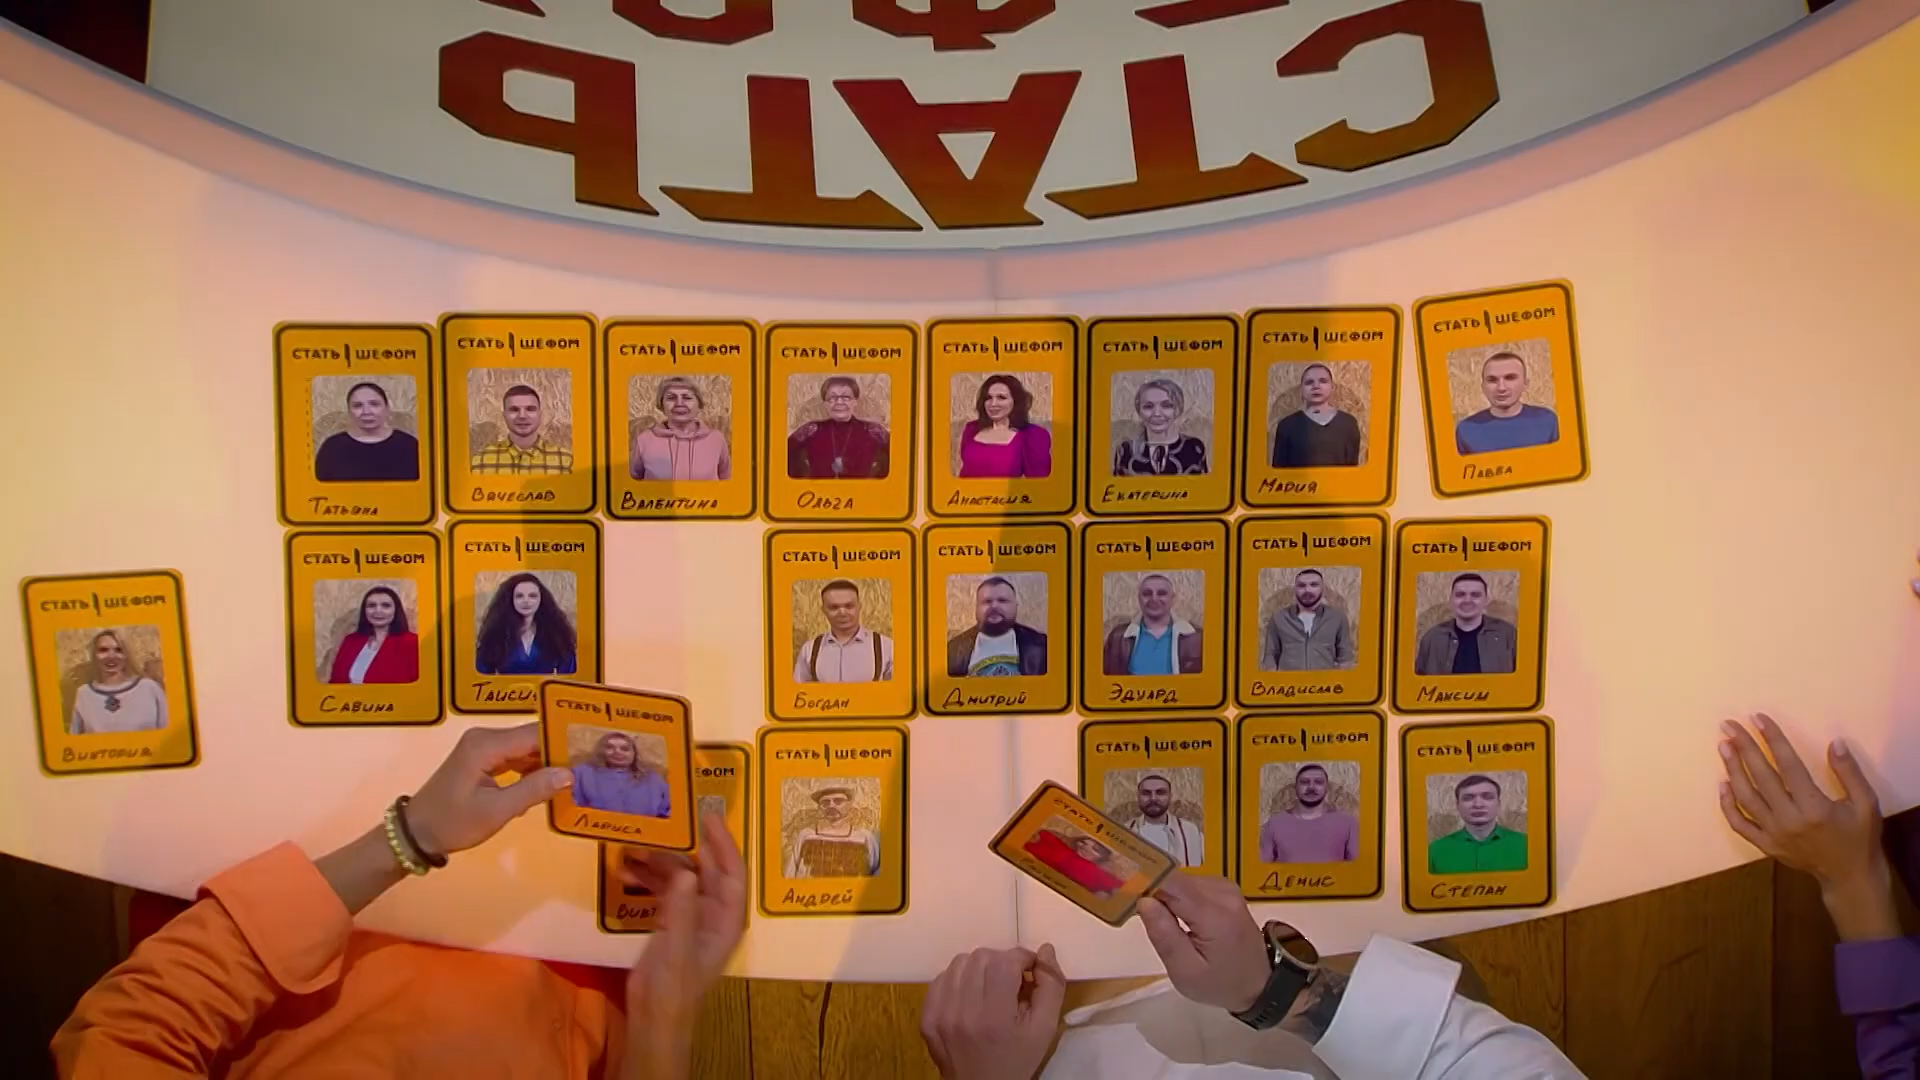 СТАТЬ
СТАТЬ ШЕФОМ
Татьяна
СТАТЬ ШЕФОМ
Вячеслав
СТАТЬ ШЕФОМ
Валентина
СТАТЬ ШЕФОМ
Ольга
СТАТЬ ШЕФОМ
Анастасия
СТАТЬ ШЕФОМ
Екатерина
СТАТЬ ШЕФОМ
Мария
СТАТЬ ШЕФОМ
Павел
СТАТЬ ШЕФОМ
Виктория
СТАТЬ ШЕФОМ
Савина
СТАТЬ ШЕФОМ
Таиси
СТАТЬ ШЕФОМ
Богдан
СТАТЬ ШЕФОМ
Дмитрий
СТАТЬ ШЕФОМ
Эдуард
СТАТЬ ШЕФОМ
Владислав
СТАТЬ ШЕФОМ
Максим
СТАТЬ ШЕФОМ
Лариса
СТАТЬ ШЕФОМ
Андрей
СТАТЬ ШЕФОМ
СТАТЬ ШЕФОМ
СТАТЬ ШЕФОМ
Денис
СТАТЬ ШЕФОМ
Степан